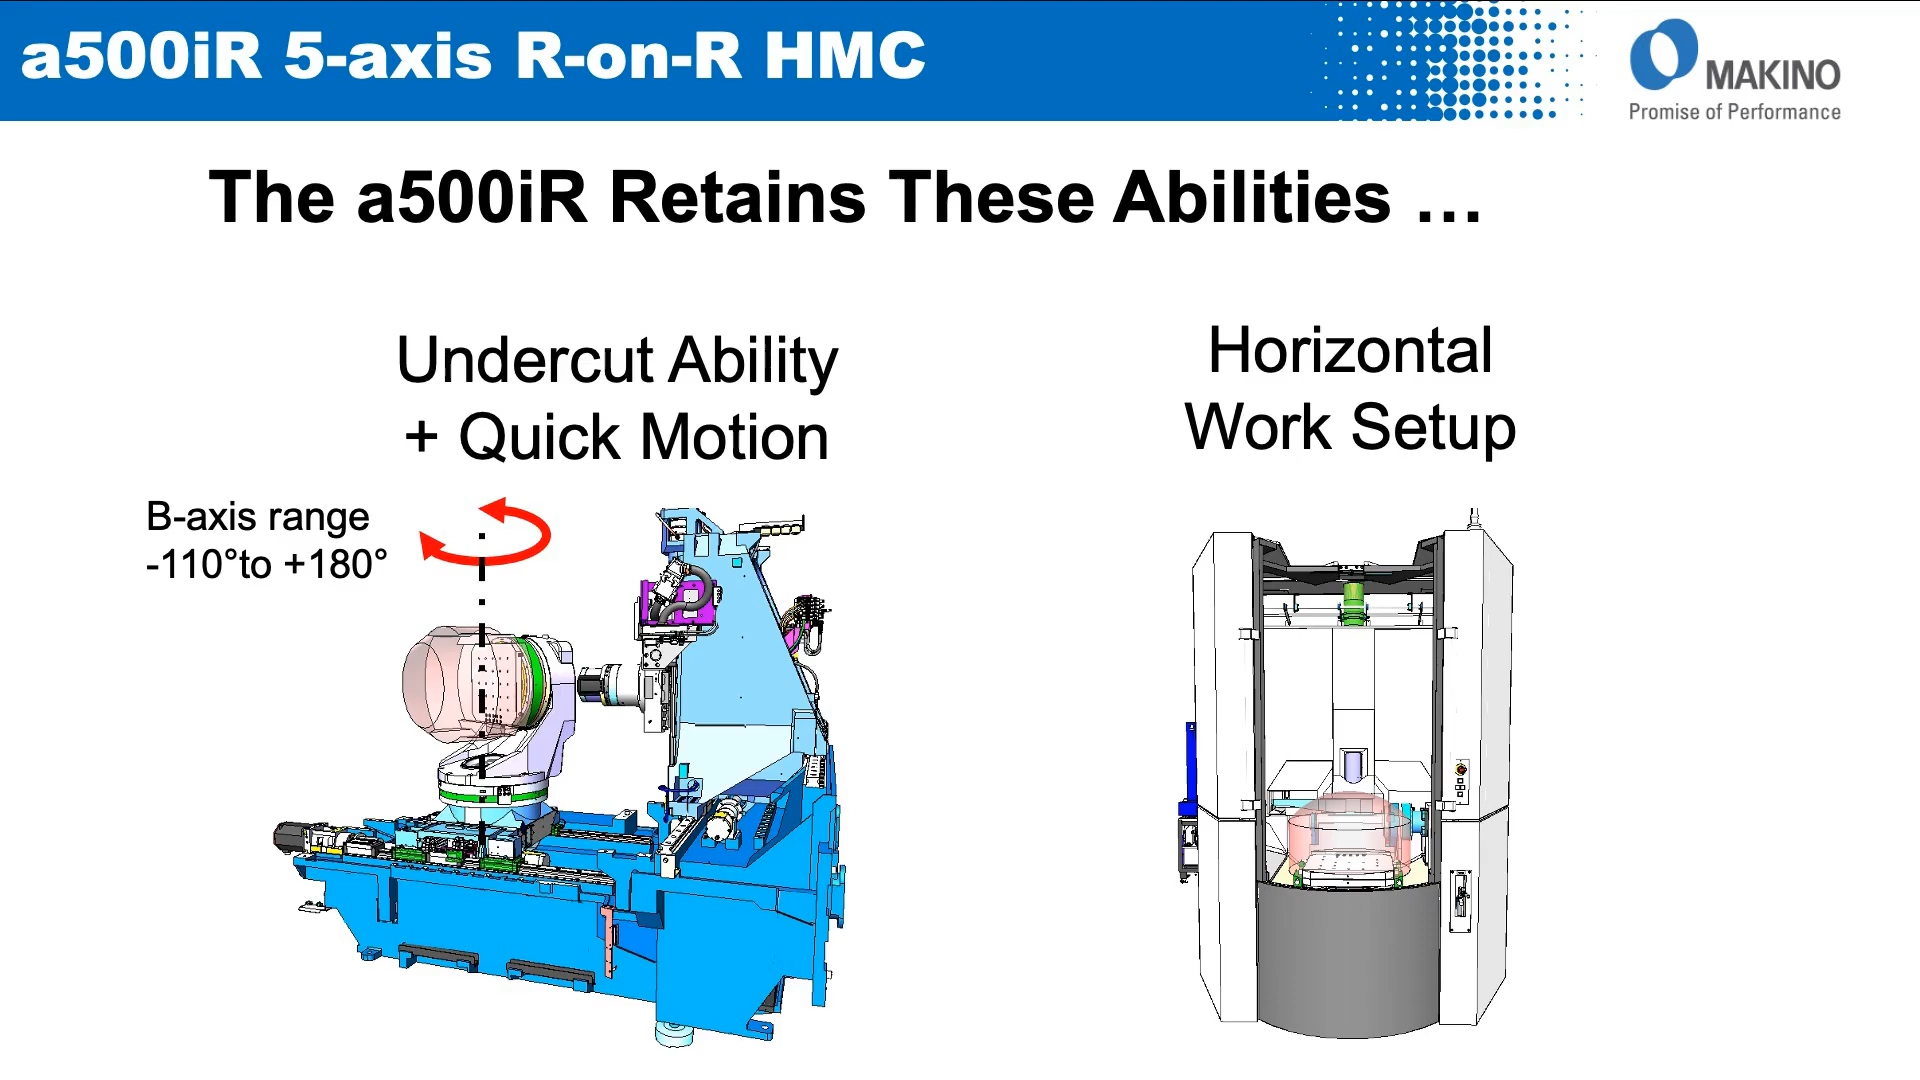 a500iR 5-axis R-on-R HMC
MAKINO
Promise of Performance
The a500iR Retains These Abilities …
Undercut Ability
+ Quick Motion
Horizontal
Work Setup
B-axis range
-110°to +180°